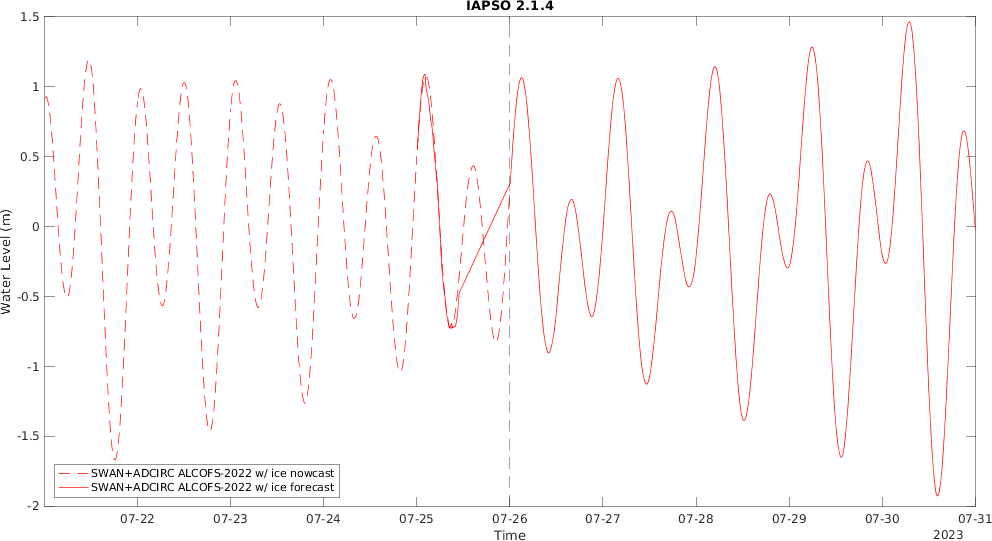 IAPSO 2.1.4
1.5
1
0.5
0
-0.5
-1
-1.5
-2
Water Level (m)
SWAN+ADCIRC ALCOFS-2022 w/ ice nowcast
SWAN+ADCIRC ALCOFS-2022 w/ ice forecast
07-22 07-23 07-24 07-25 07-26 07-27 07-28 07-29 07-30 07-31
Time
2023